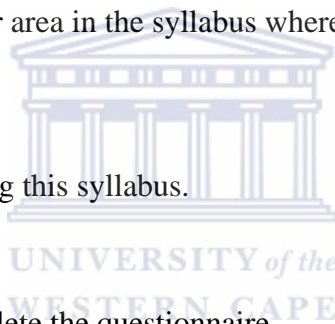 r area in the syllabus where
g this syllabus.
UNIVERSITY of the
WESTERN CAPE
lete the questionnaire